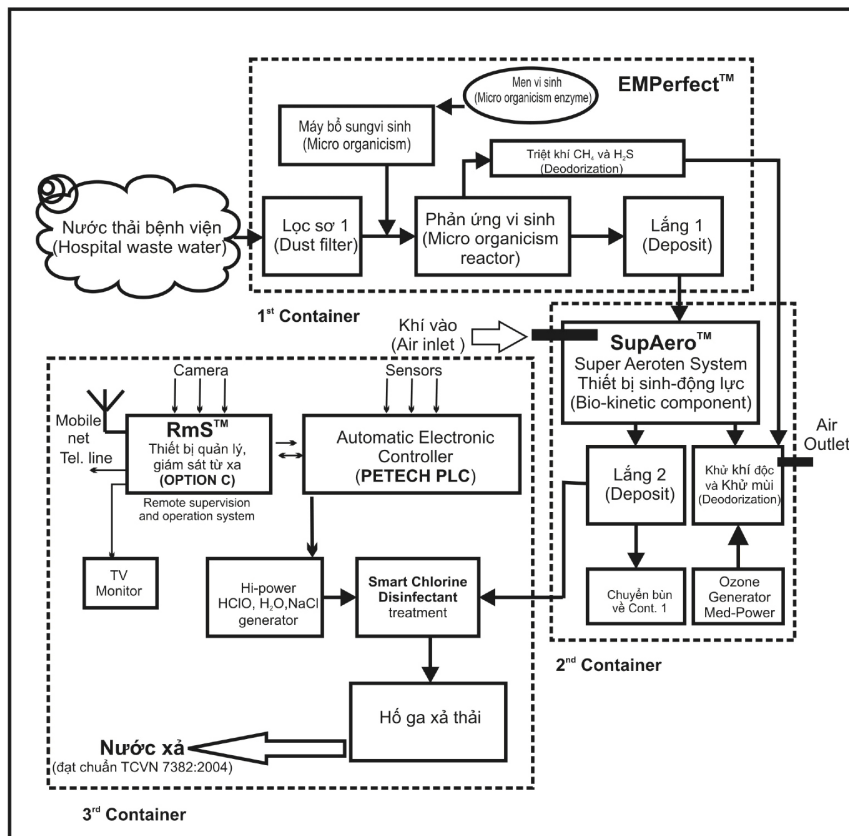 Men vi sinh
(Micro organicism enzyme)
EMPerfect™
Máy bổ sungvi sinh
(Micro organicism)
Triệt khí CH₄ và H₂S
(Deodorization)
Nước thải bệnh viện
(Hospital waste water)
Lọc sơ 1
(Dust filter)
Phản ứng vi sinh
(Micro organicism
reactor)
Lắng 1
(Deposit)
1st Container
Khí vào
(Air inlet )
SupAero™
Super Aeroten System
Thiết bị sinh-động lực
(Bio-kinetic component)
Air
Outlet
Lắng 2
(Deposit)
Khử khí độc
và Khử mùi
(Deodorization)
Chuyển bùn
về Cont. 1
Ozone
Generator
Med-Power
2nd Container
Camera
Sensors
Mobile
net
Tel. line
RmS™
Thiết bị quản lý,
giám sát từ xa
(OPTION C)
Remote supervision
and operation system
Automatic Electronic
Controller
(PETECH PLC)
TV
Monitor
Hi-power
HClO, H₂O,NaCl
generator
Smart Chlorine
Disinfectant
treatment
Hố ga xả thải
Nước xả
(đạt chuẩn TCVN 7382:2004)
3rd Container